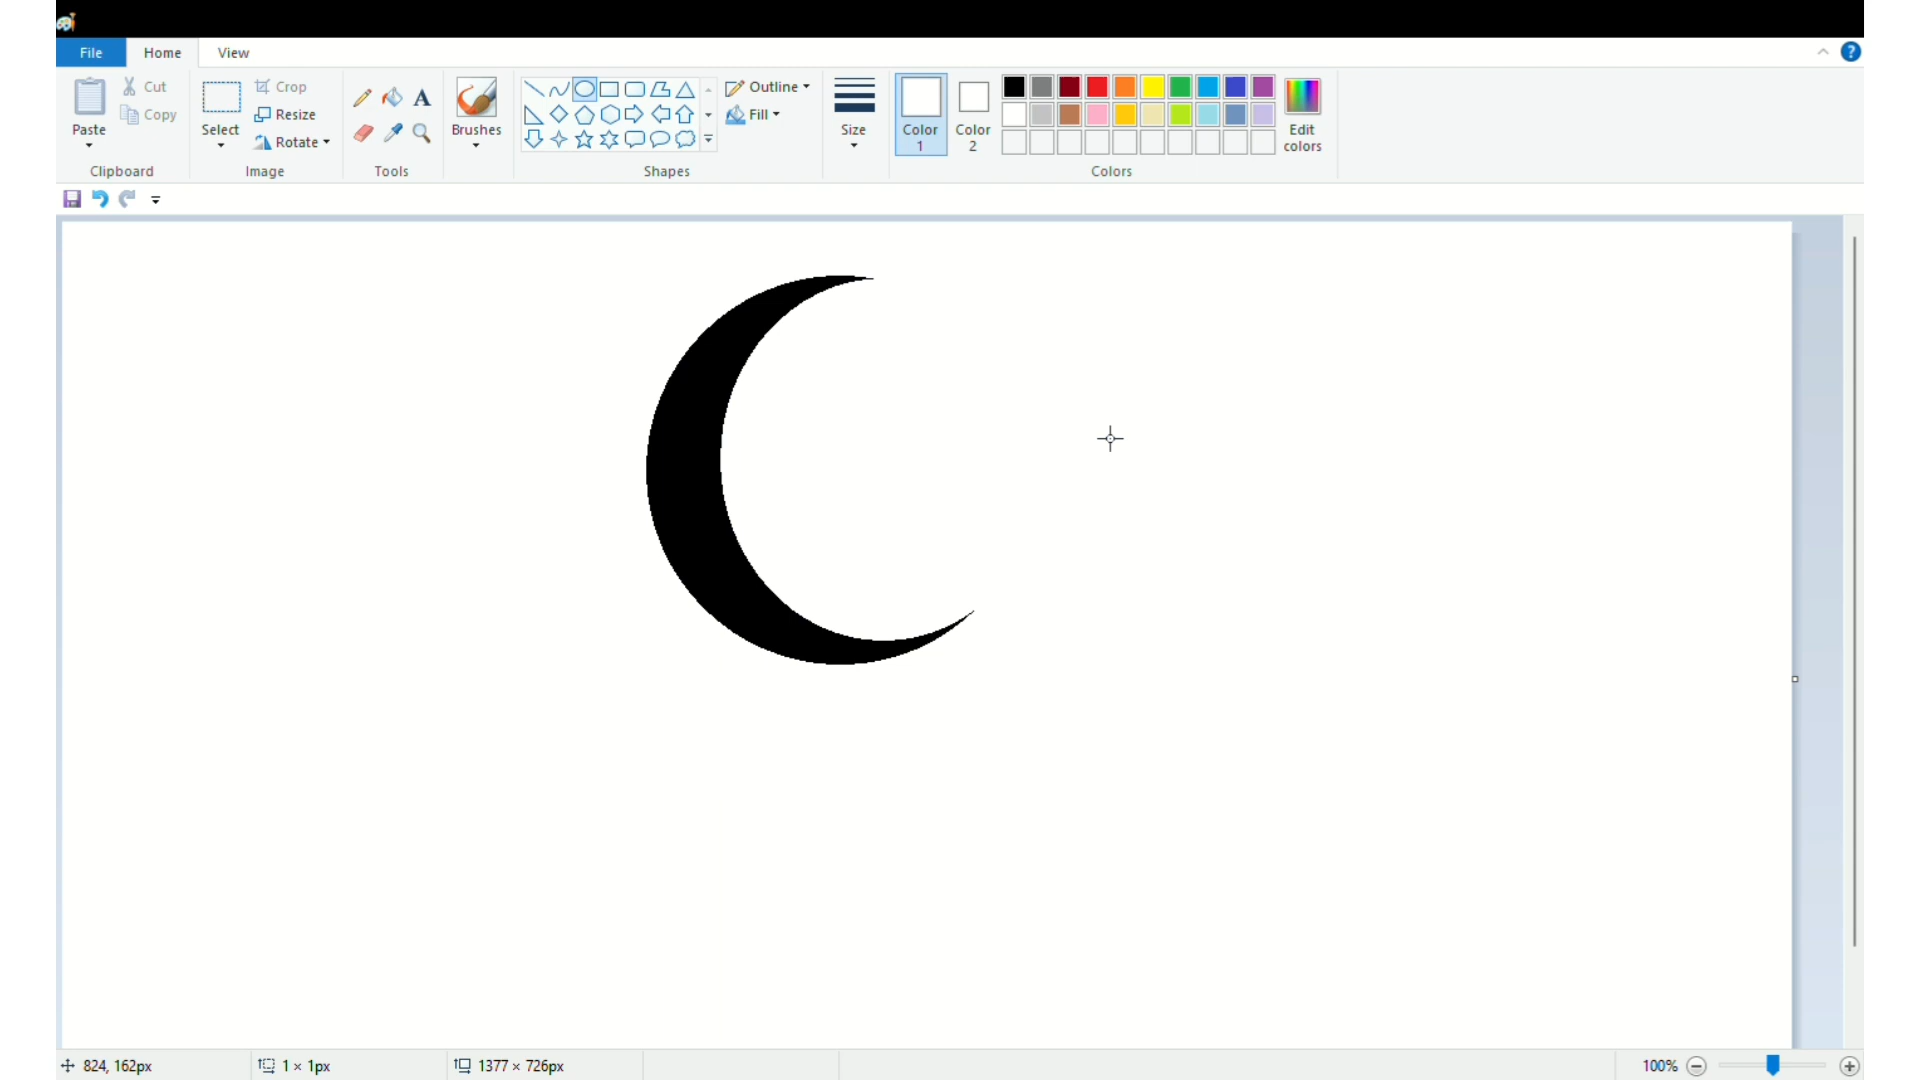 File Home View ?
Paste Cut Copy
Select Crop Resize Rotate
A
Brushes
Outline
Fill
Size
Color 1
Color 2
Edit colors
Clipboard Image Tools Shapes Colors
824, 162px 1 × 1px 1377 × 726px 100%